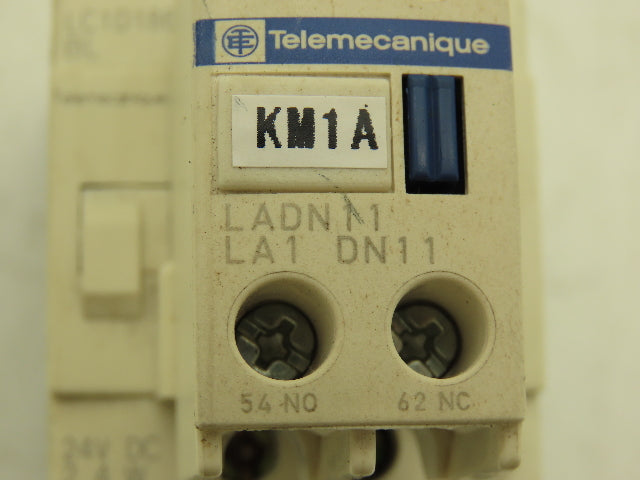 Telemecanique
KM1A
LADN11
LA1 DN11
54 NO
62 NC
24V DC